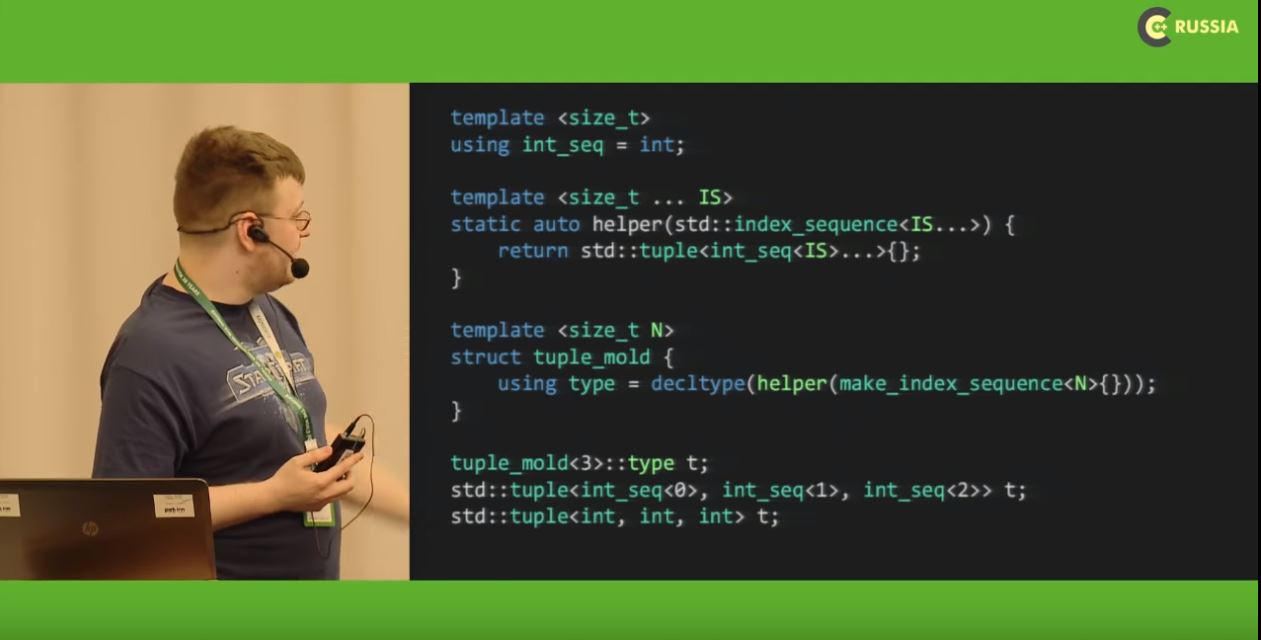 C++ RUSSIA
template <size_t>
using int_seq = int;
template <size_t ... IS>
static auto helper(std::index_sequence<IS...>) {
return std::tuple<int_seq<IS>...>{};
}
template <size_t N>
struct tuple_mold {
using type = decltype(helper(make_index_sequence<N>{}));
}
tuple_mold<3>::type t;
std::tuple<int_seq<0>, int_seq<1>, int_seq<2>> t;
std::tuple<int, int, int> t;
hp